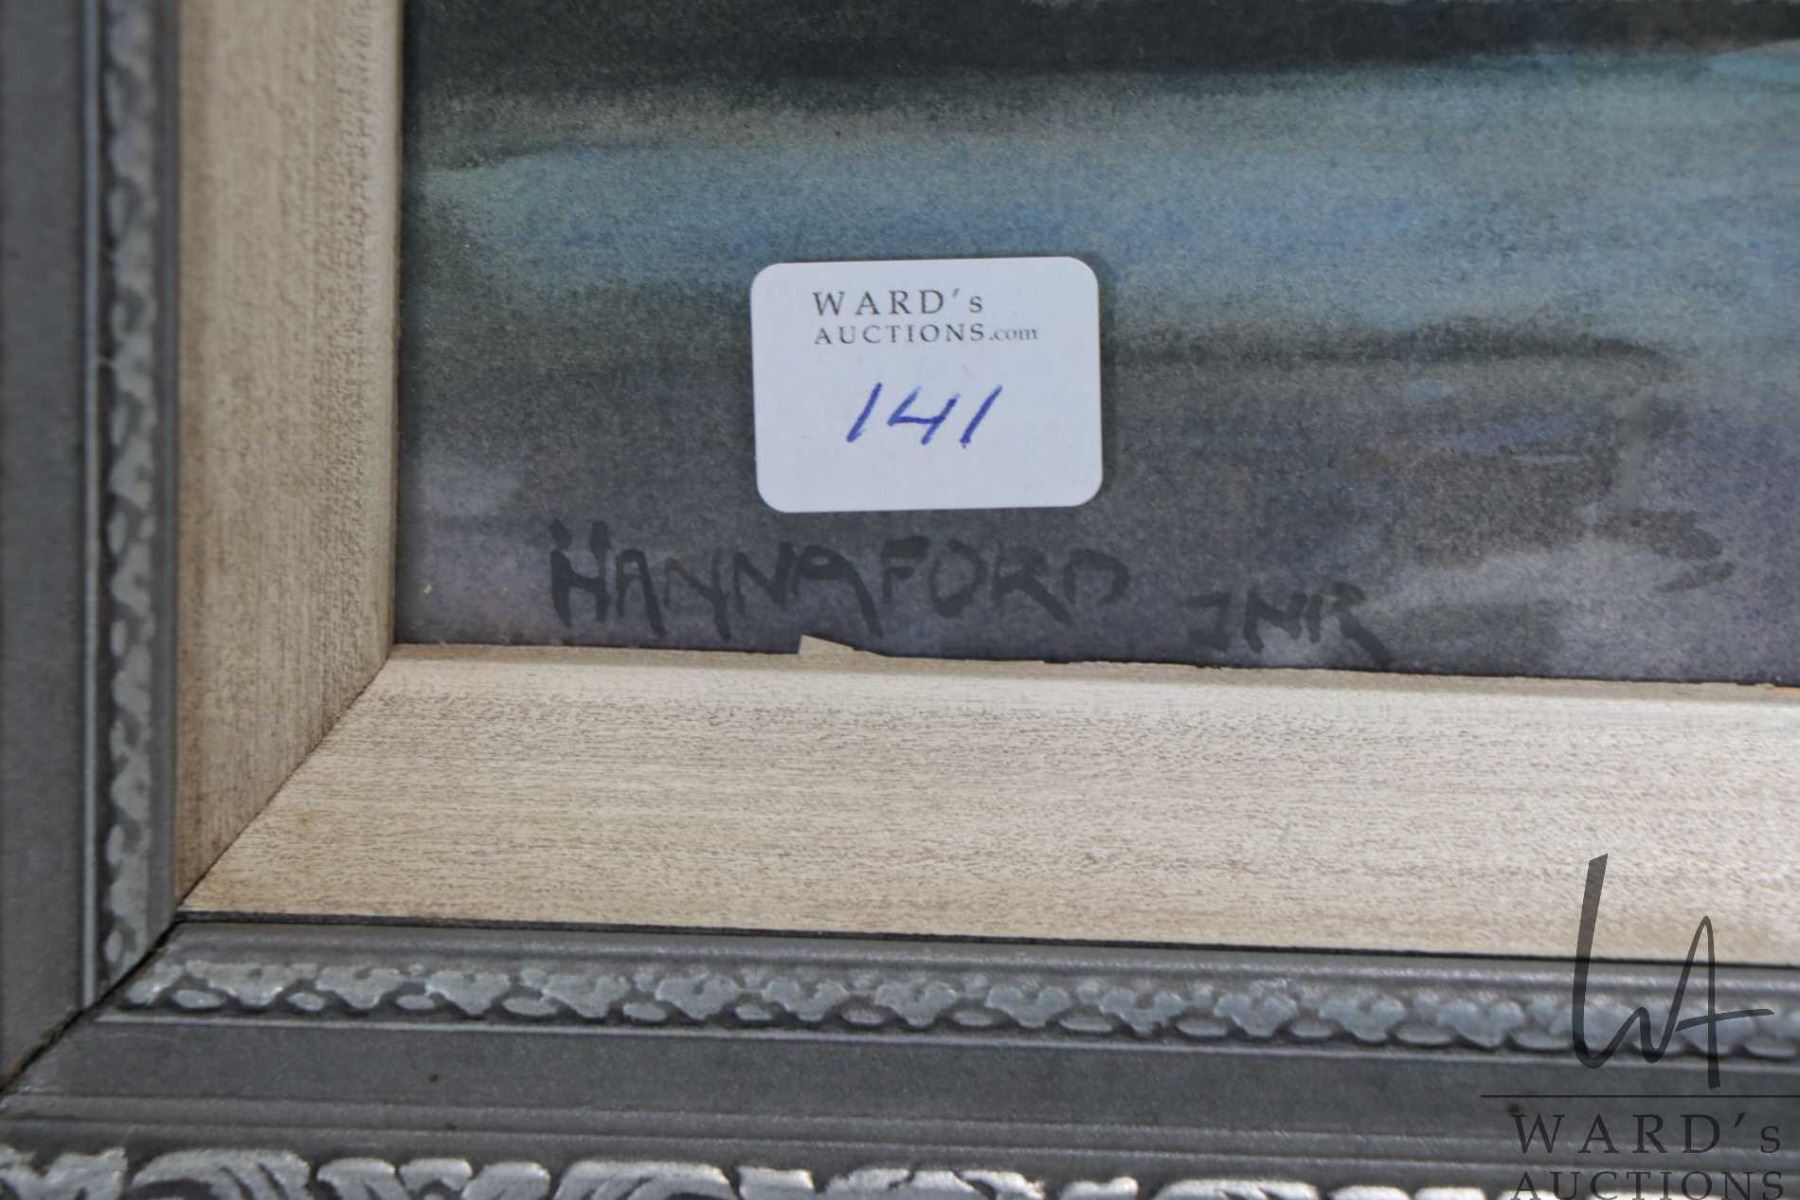 WARD's
AUCTIONS.com
141
HANNAFORD JNR
WARD's
AUCTIONS